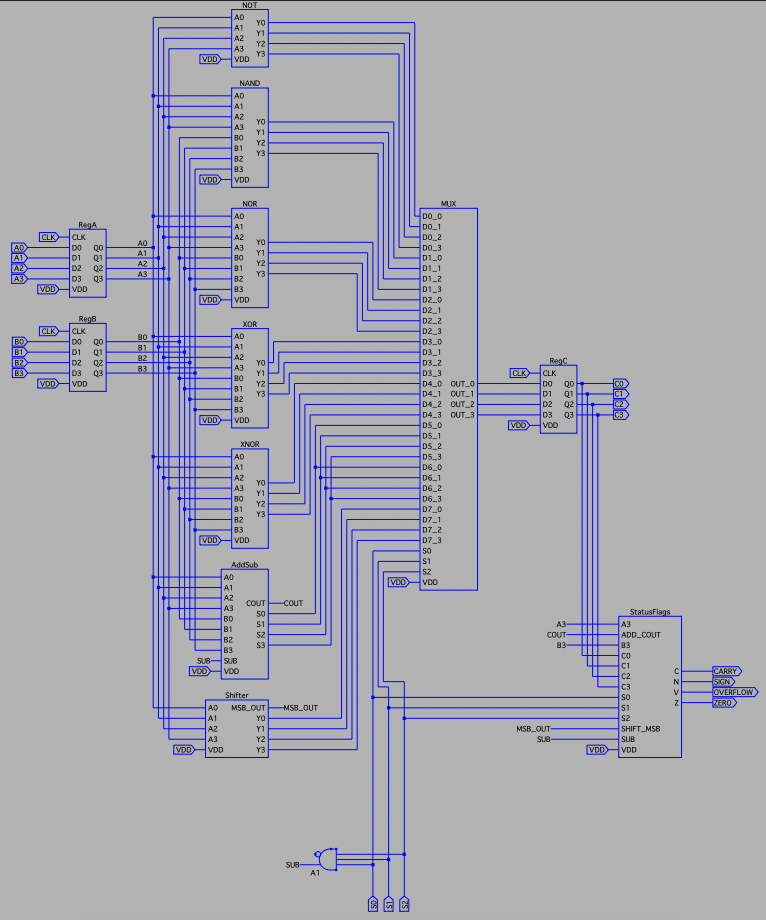 NOT
A0
A1
A2
A3
VDD
VDD
Y0
Y1
Y2
Y3
NAND
A0
A1
A2
A3
B0
B1
B2
B3
VDD
VDD
Y0
Y1
Y2
Y3
NOR
A0
A1
A2
A3
B0
B1
B2
B3
VDD
VDD
Y0
Y1
Y2
Y3
XOR
A0
A1
A2
A3
B0
B1
B2
B3
VDD
VDD
Y0
Y1
Y2
Y3
XNOR
A0
A1
A2
A3
B0
B1
B2
B3
VDD
VDD
Y0
Y1
Y2
Y3
AddSub
A0
A1
A2
A3
B0
B1
B2
B3
SUB
SUB
VDD
VDD
COUT
COUT
S0
S1
S2
S3
Shifter
A0
A1
A2
A3
VDD
VDD
MSB_OUT
MSB_OUT
Y0
Y1
Y2
Y3
RegA
CLK
CLK
A0
D0
Q0
A0
A1
D1
Q1
A1
A2
D2
Q2
A2
A3
D3
Q3
A3
VDD
VDD
RegB
CLK
CLK
B0
D0
Q0
B0
B1
D1
Q1
B1
B2
D2
Q2
B2
B3
D3
Q3
B3
VDD
VDD
MUX
D0_0
D0_1
D0_2
D0_3
D1_0
D1_1
D1_2
D1_3
D2_0
D2_1
D2_2
D2_3
D3_0
D3_1
D3_2
D3_3
D4_0
D4_1
D4_2
D4_3
D5_0
D5_1
D5_2
D5_3
D6_0
D6_1
D6_2
D6_3
D7_0
D7_1
D7_2
D7_3
S0
S1
S2
VDD
VDD
OUT_0
OUT_1
OUT_2
OUT_3
RegC
CLK
CLK
D0
Q0
C0
D1
Q1
C1
D2
Q2
C2
D3
Q3
C3
VDD
VDD
StatusFlags
A3
A3
COUT
ADD_COUT
B3
B3
C0
C1
C2
C3
S0
S1
S2
MSB_OUT
SHIFT_MSB
SUB
SUB
VDD
VDD
C
CARRY
N
SIGN
V
OVERFLOW
Z
ZERO
SUB
A1
S0
S1
S2